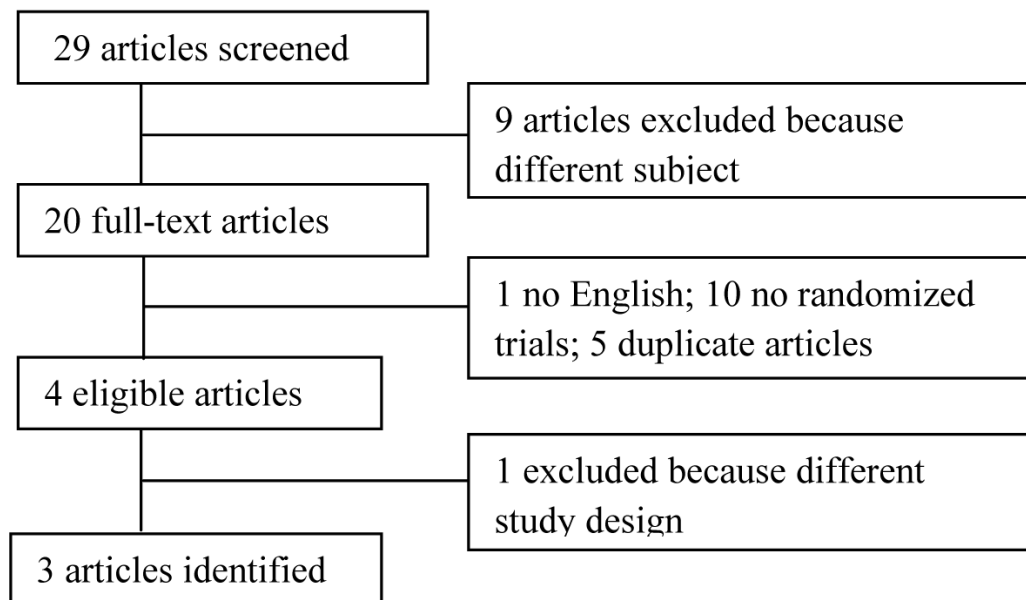 29 articles screened
9 articles excluded because
different subject
20 full-text articles
1 no English; 10 no randomized
trials; 5 duplicate articles
4 eligible articles
1 excluded because different
study design
3 articles identified